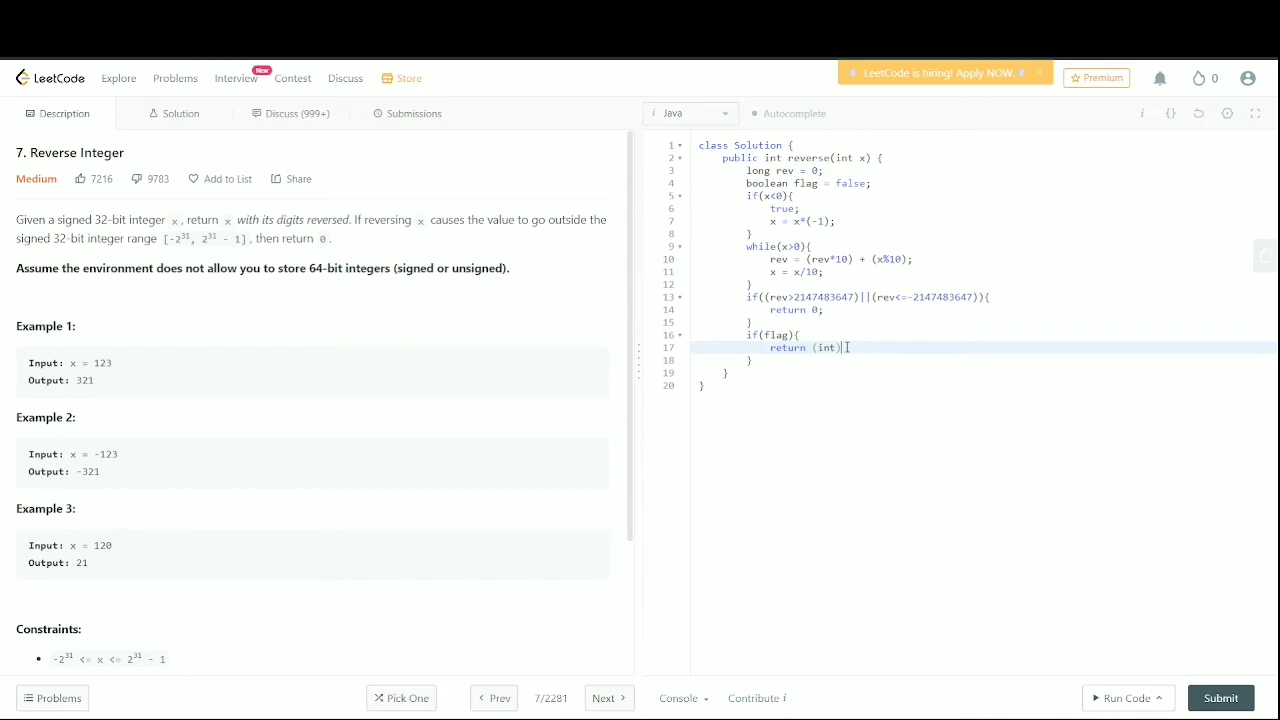 LeetCode Explore Problems Interview New Contest Discuss Store LeetCode is hiring! Apply NOW. × Premium 0
Description Solution Discuss (999+) Submissions
7. Reverse Integer
Medium 7216 9783 Add to List Share
Given a signed 32-bit integer x, return x with its digits reversed. If reversing x causes the value to go outside the
signed 32-bit integer range [-2^31, 2^31 - 1], then return 0.
Assume the environment does not allow you to store 64-bit integers (signed or unsigned).
Example 1:
Input: x = 123
Output: 321
Example 2:
Input: x = -123
Output: -321
Example 3:
Input: x = 120
Output: 21
Constraints:
• -2^31 <= x <= 2^31 - 1
Problems Pick One Prev 7/2281 Next
i Java Autocomplete i {}
1 class Solution {
2 public int reverse(int x) {
3 long rev = 0;
4 boolean flag = false;
5 if(x<0){
6 true;
7 x = x*(-1);
8 }
9 while(x>0){
10 rev = (rev*10) + (x%10);
11 x = x/10;
12 }
13 if((rev>2147483647)||(rev<=-2147483647)){
14 return 0;
15 }
16 if(flag){
17 return (int)
18 }
19 }
20 }
Console Contribute i Run Code Submit